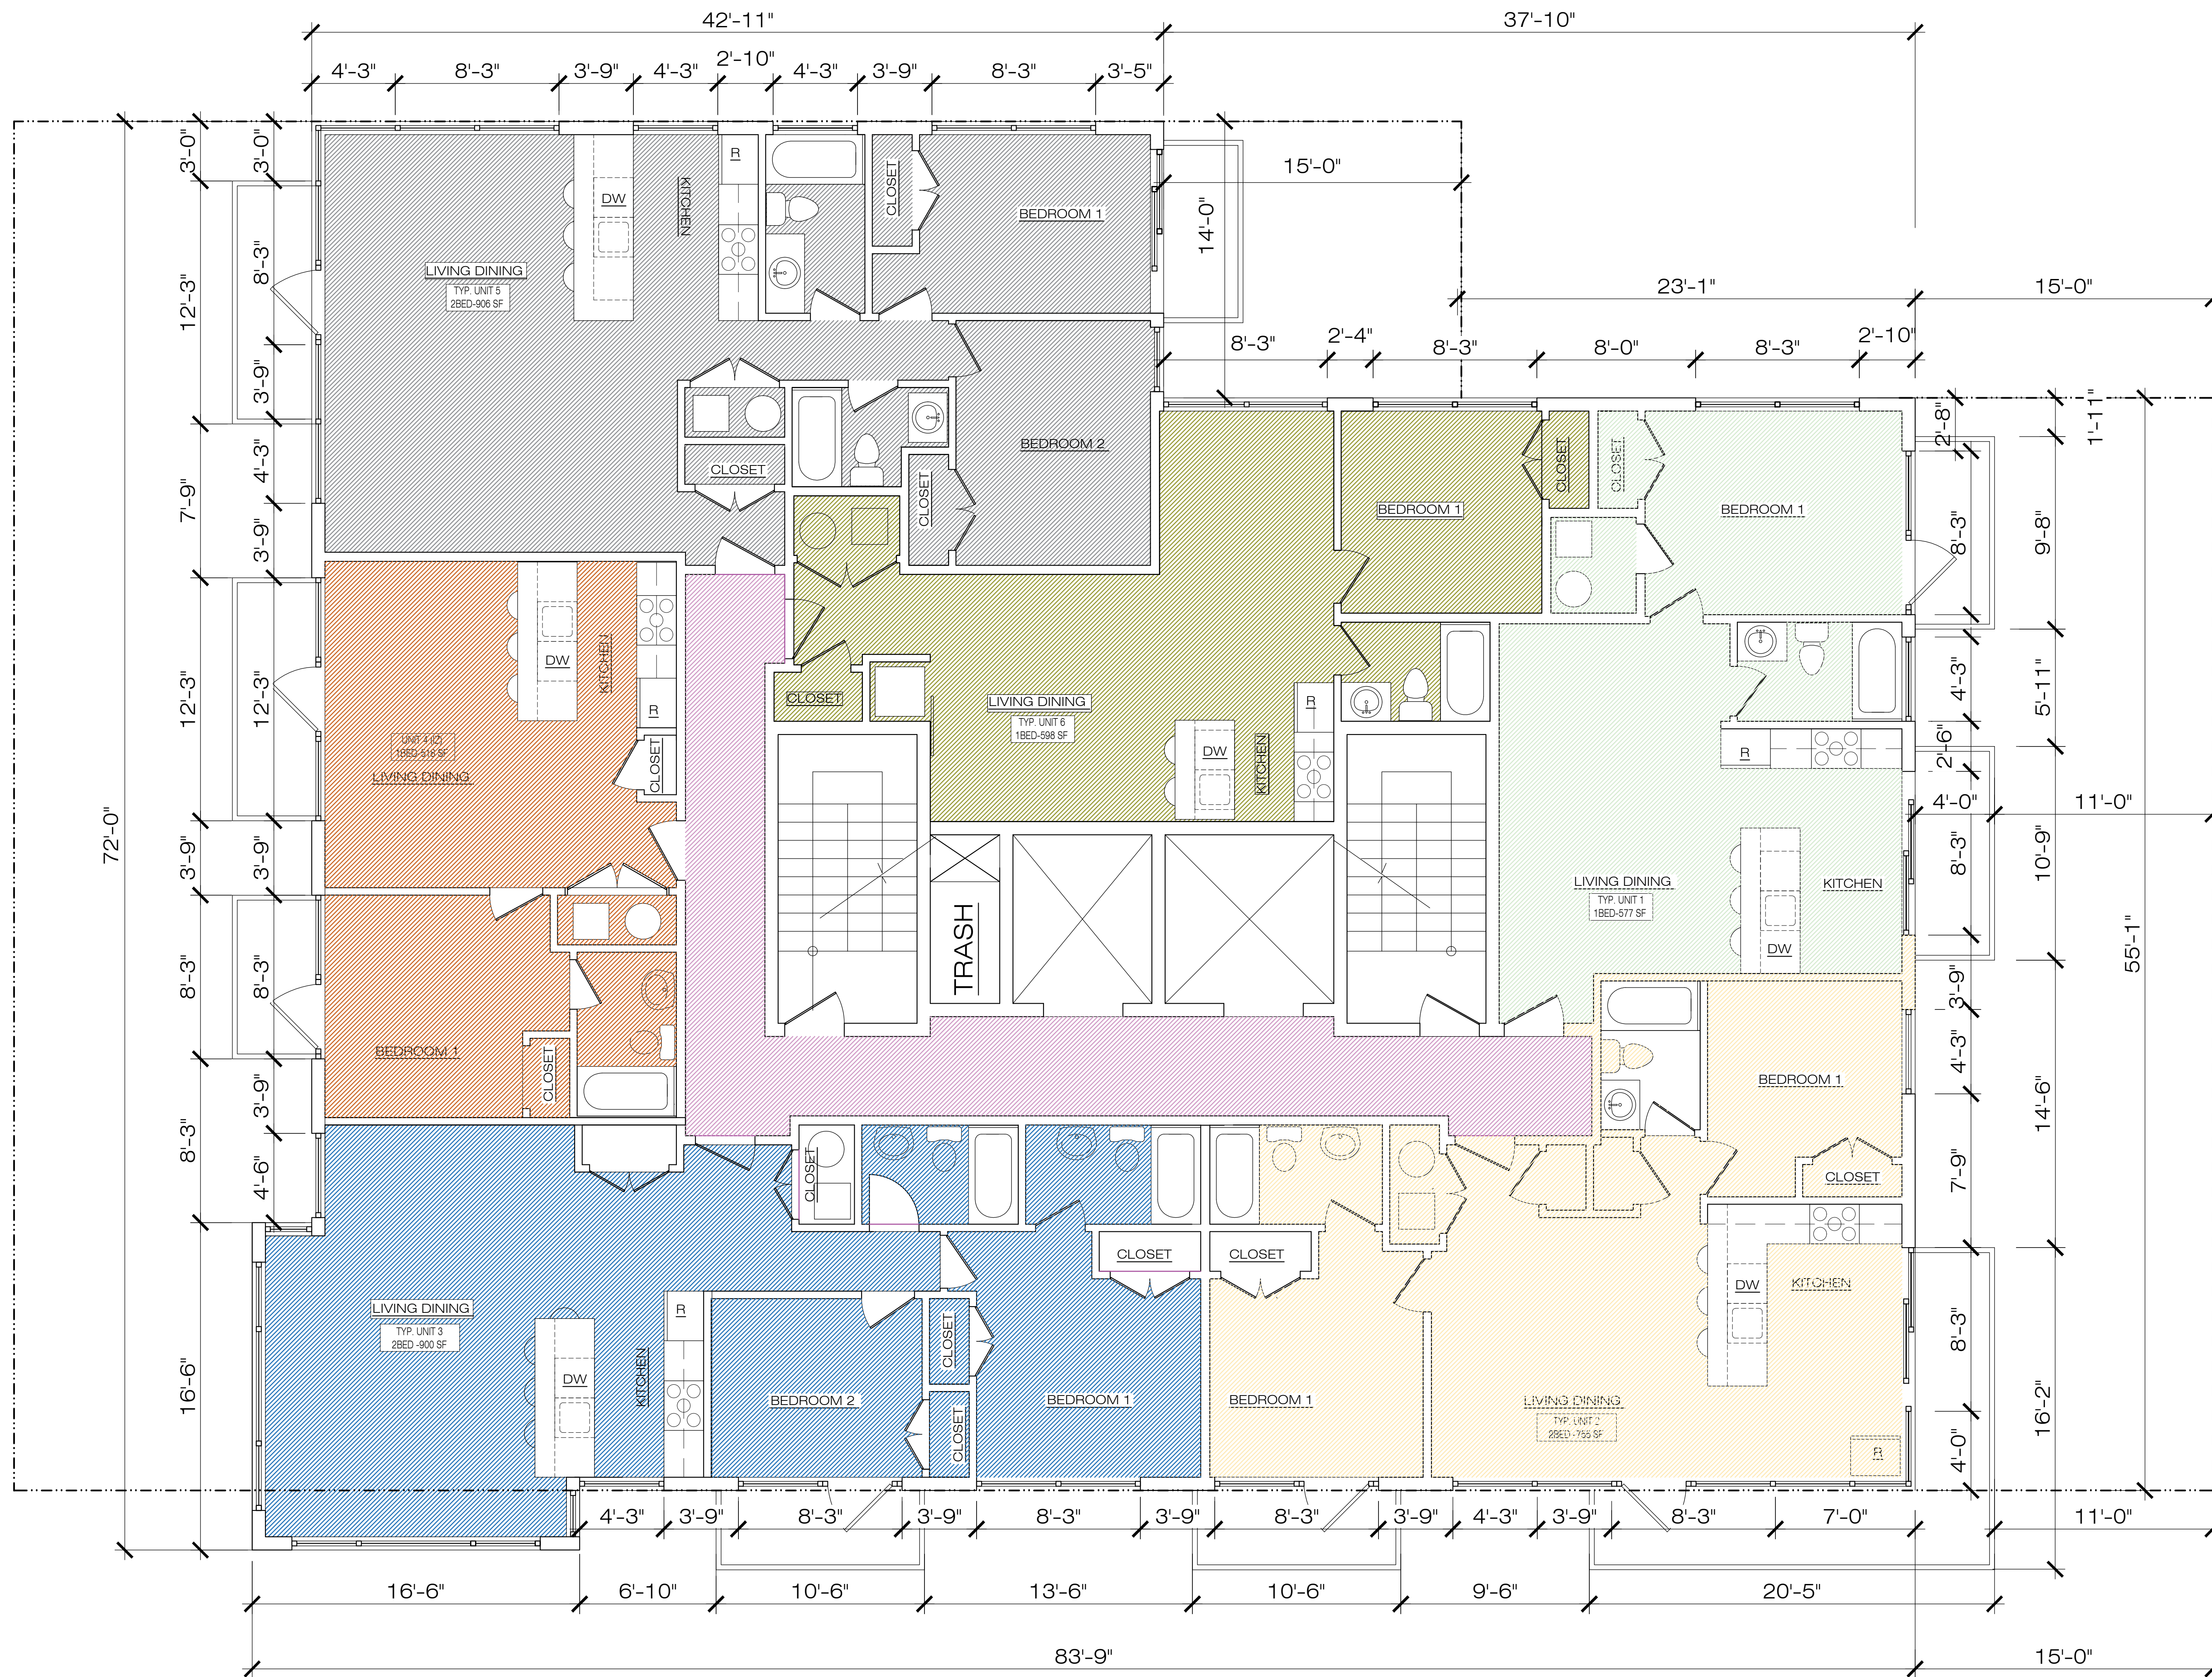 42'-11"
37'-10"
4'-3"
8'-3"
3'-9"
4'-3"
2'-10"
4'-3"
3'-9"
8'-3"
3'-5"
3'-0"
3'-0"
12'-3"
8'-3"
7'-9"
3'-9"
4'-3"
3'-9"
12'-3"
12'-3"
72'-0"
3'-9"
3'-9"
8'-3"
8'-3"
8'-3"
3'-9"
4'-6"
16'-6"
R
DW
KITCHEN
CLOSET
BEDROOM 1
LIVING DINING
TYP. UNIT 5
2BED-906 SF
CLOSET
CLOSET
BEDROOM 2
14'-0"
15'-0"
23'-1"
15'-0"
8'-3"
2'-4"
8'-3"
8'-0"
8'-3"
2'-10"
DW
KITCHEN
R
CLOSET
UNIT 4 (IZ)
1BED-516 SF
LIVING DINING
BEDROOM 1
CLOSET
CLOSET
LIVING DINING
TYP. UNIT 6
1BED-598 SF
DW
KITCHEN
R
BEDROOM 1
CLOSET
TRASH
CLOSET
BEDROOM 1
R
LIVING DINING
TYP. UNIT 1
1BED-577 SF
KITCHEN
DW
2'-8"
1'-11"
8'-3"
9'-8"
4'-3"
5'-11"
2'-6"
4'-0"
11'-0"
8'-3"
10'-9"
55'-1"
3'-9"
4'-3"
14'-6"
7'-9"
8'-3"
16'-2"
4'-0"
CLOSET
LIVING DINING
TYP. UNIT 3
2BED -900 SF
DW
KITCHEN
R
BEDROOM 2
CLOSET
CLOSET
CLOSET
BEDROOM 1
CLOSET
BEDROOM 1
BEDROOM 1
CLOSET
DW
KITCHEN
LIVING DINING
TYP. UNIT 2
2BED -755 SF
R
4'-3"
3'-9"
8'-3"
3'-9"
8'-3"
3'-9"
8'-3"
3'-9"
4'-3"
3'-9"
8'-3"
7'-0"
11'-0"
16'-6"
6'-10"
10'-6"
13'-6"
10'-6"
9'-6"
20'-5"
83'-9"
15'-0"